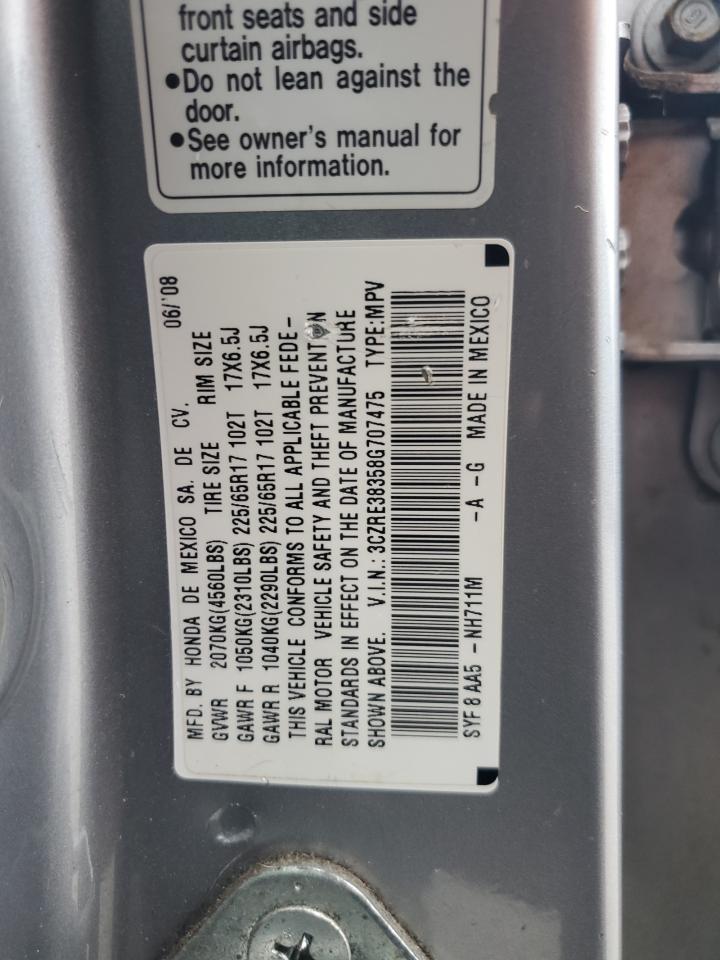 front seats and side
curtain airbags.
●Do not lean against the
door.
●See owner's manual for
more information.
06/'08
MFD. BY HONDA DE MEXICO SA. DE CV.
GVWR 2070KG(4560LBS) TIRE SIZE RIM SIZE
GAWR F 1050KG(2310LBS) 225/65R17 102T 17X6.5J
GAWR R 1040KG(2290LBS) 225/65R17 102T 17X6.5J
THIS VEHICLE CONFORMS TO ALL APPLICABLE FEDE-
RAL MOTOR VEHICLE SAFETY AND THEFT PREVENTION
STANDARDS IN EFFECT ON THE DATE OF MANUFACTURE
SHOWN ABOVE. V.I.N.: 3CZRE38358G707475 TYPE:MPV
SYF 8 AA5 - NH711M - A - G MADE IN MEXICO